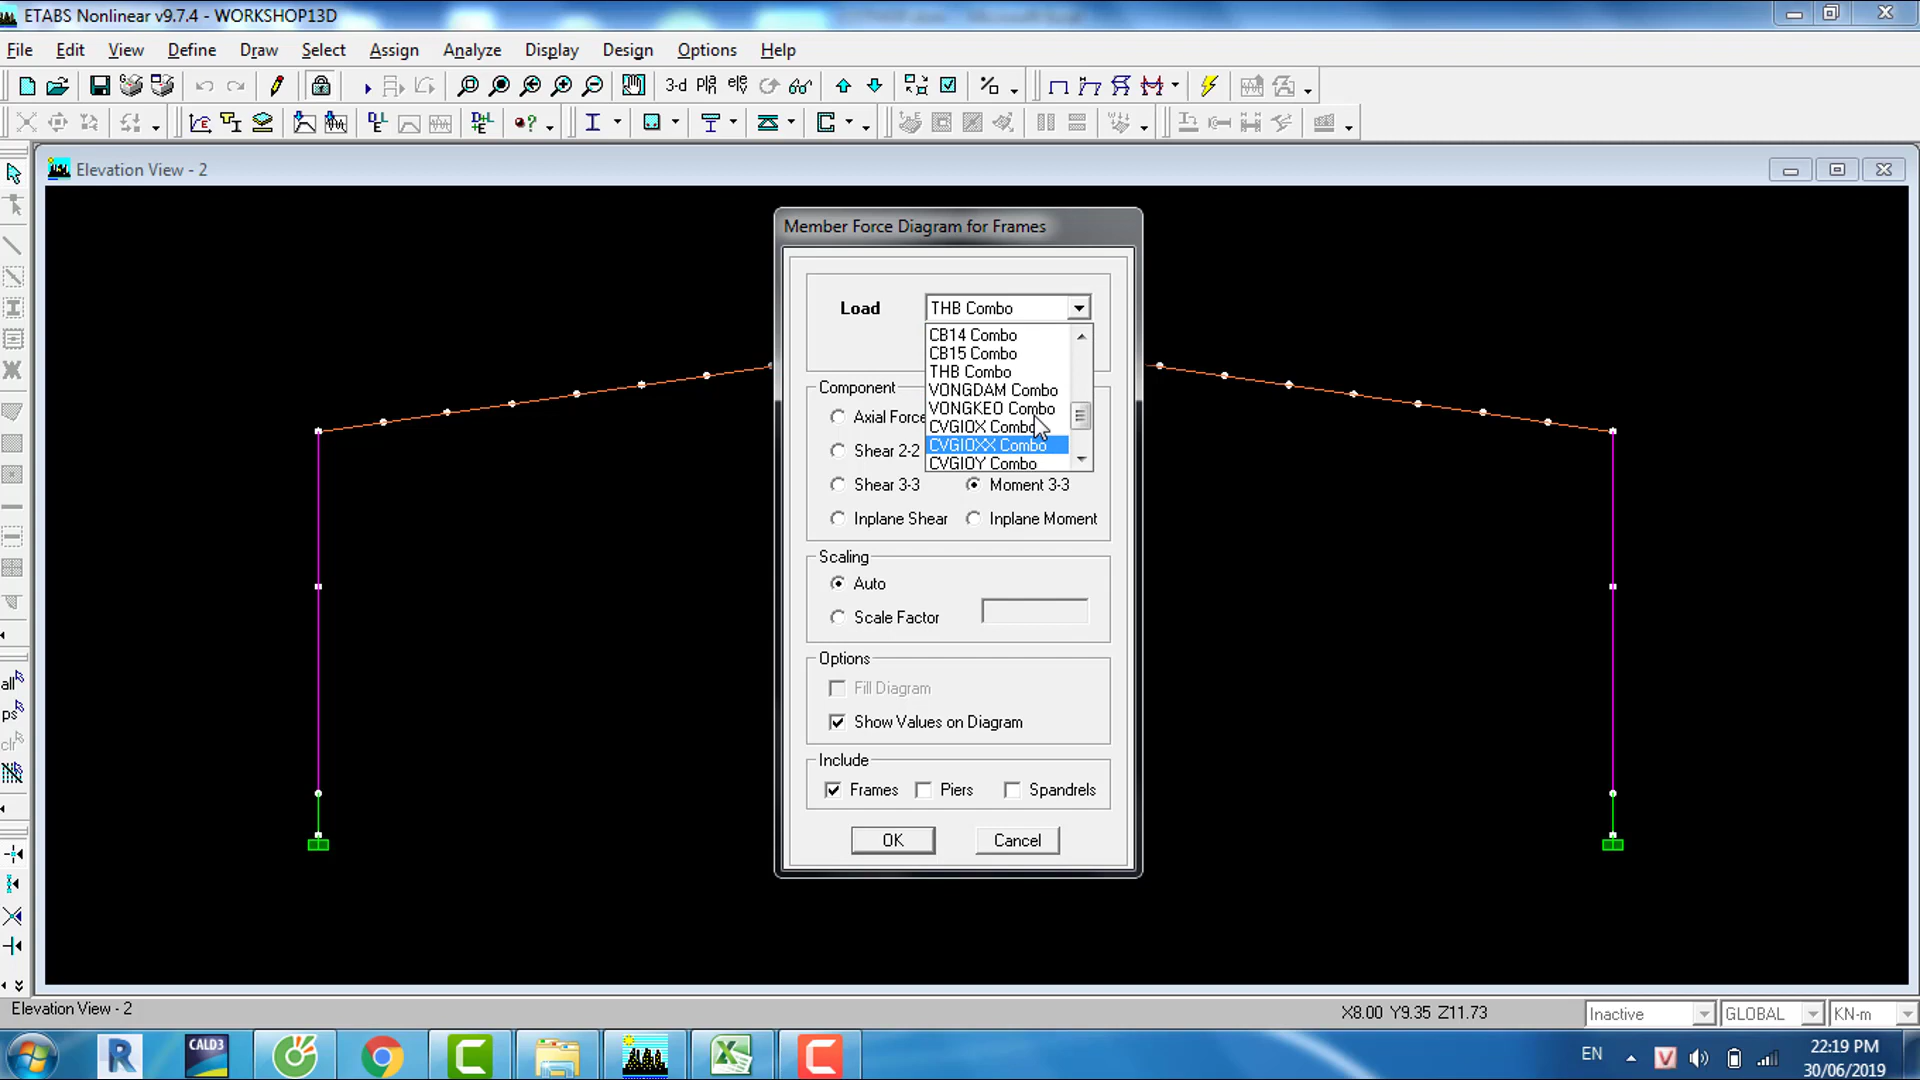 ETABS Nonlinear v9.7.4 - WORKSHOP13D
File Edit View Define Draw Select Assign Analyze Display Design Options Help
3-d
Elevation View - 2
Member Force Diagram for Frames
Load THB Combo
CB14 Combo
CB15 Combo
THB Combo
VONGDAM Combo
VONGKEO Combo
CVGIOX Combo
CVGIOXX Combo
CVGIOY Combo
Component
Axial Force
Shear 2-2
Shear 3-3 Moment 3-3
Inplane Shear Inplane Moment
Scaling
Auto
Scale Factor
Options
Fill Diagram
Show Values on Diagram
Include
Frames Piers Spandrels
OK Cancel
all
ps
clr
Elevation View - 2 X8.00 Y9.35 Z11.73 Inactive GLOBAL KN-m
CALD3
EN
22:19 PM
30/06/2019